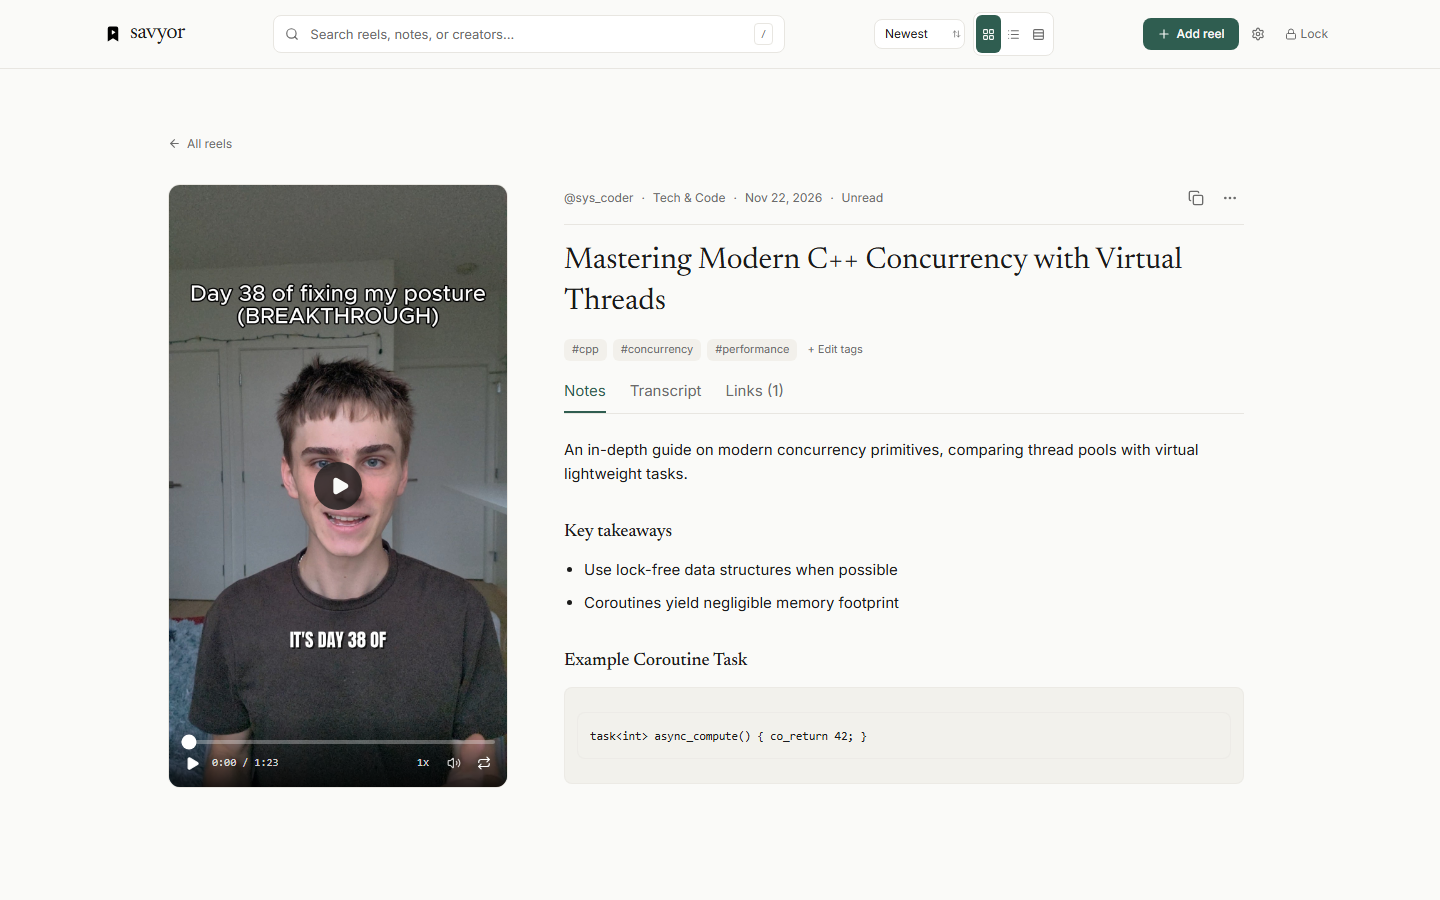 savyor
Search reels, notes, or creators...
/
Newest
Add reel
Lock
All reels
Day 38 of fixing my posture
(BREAKTHROUGH)
IT'S DAY 38 OF
0:00 / 1:23
1x
@sys_coder · Tech & Code · Nov 22, 2026 · Unread
Mastering Modern C++ Concurrency with Virtual
Threads
#cpp #concurrency #performance + Edit tags
Notes Transcript Links (1)
An in-depth guide on modern concurrency primitives, comparing thread pools with virtual
lightweight tasks.
Key takeaways
• Use lock-free data structures when possible
• Coroutines yield negligible memory footprint
Example Coroutine Task
task<int> async_compute() { co_return 42; }